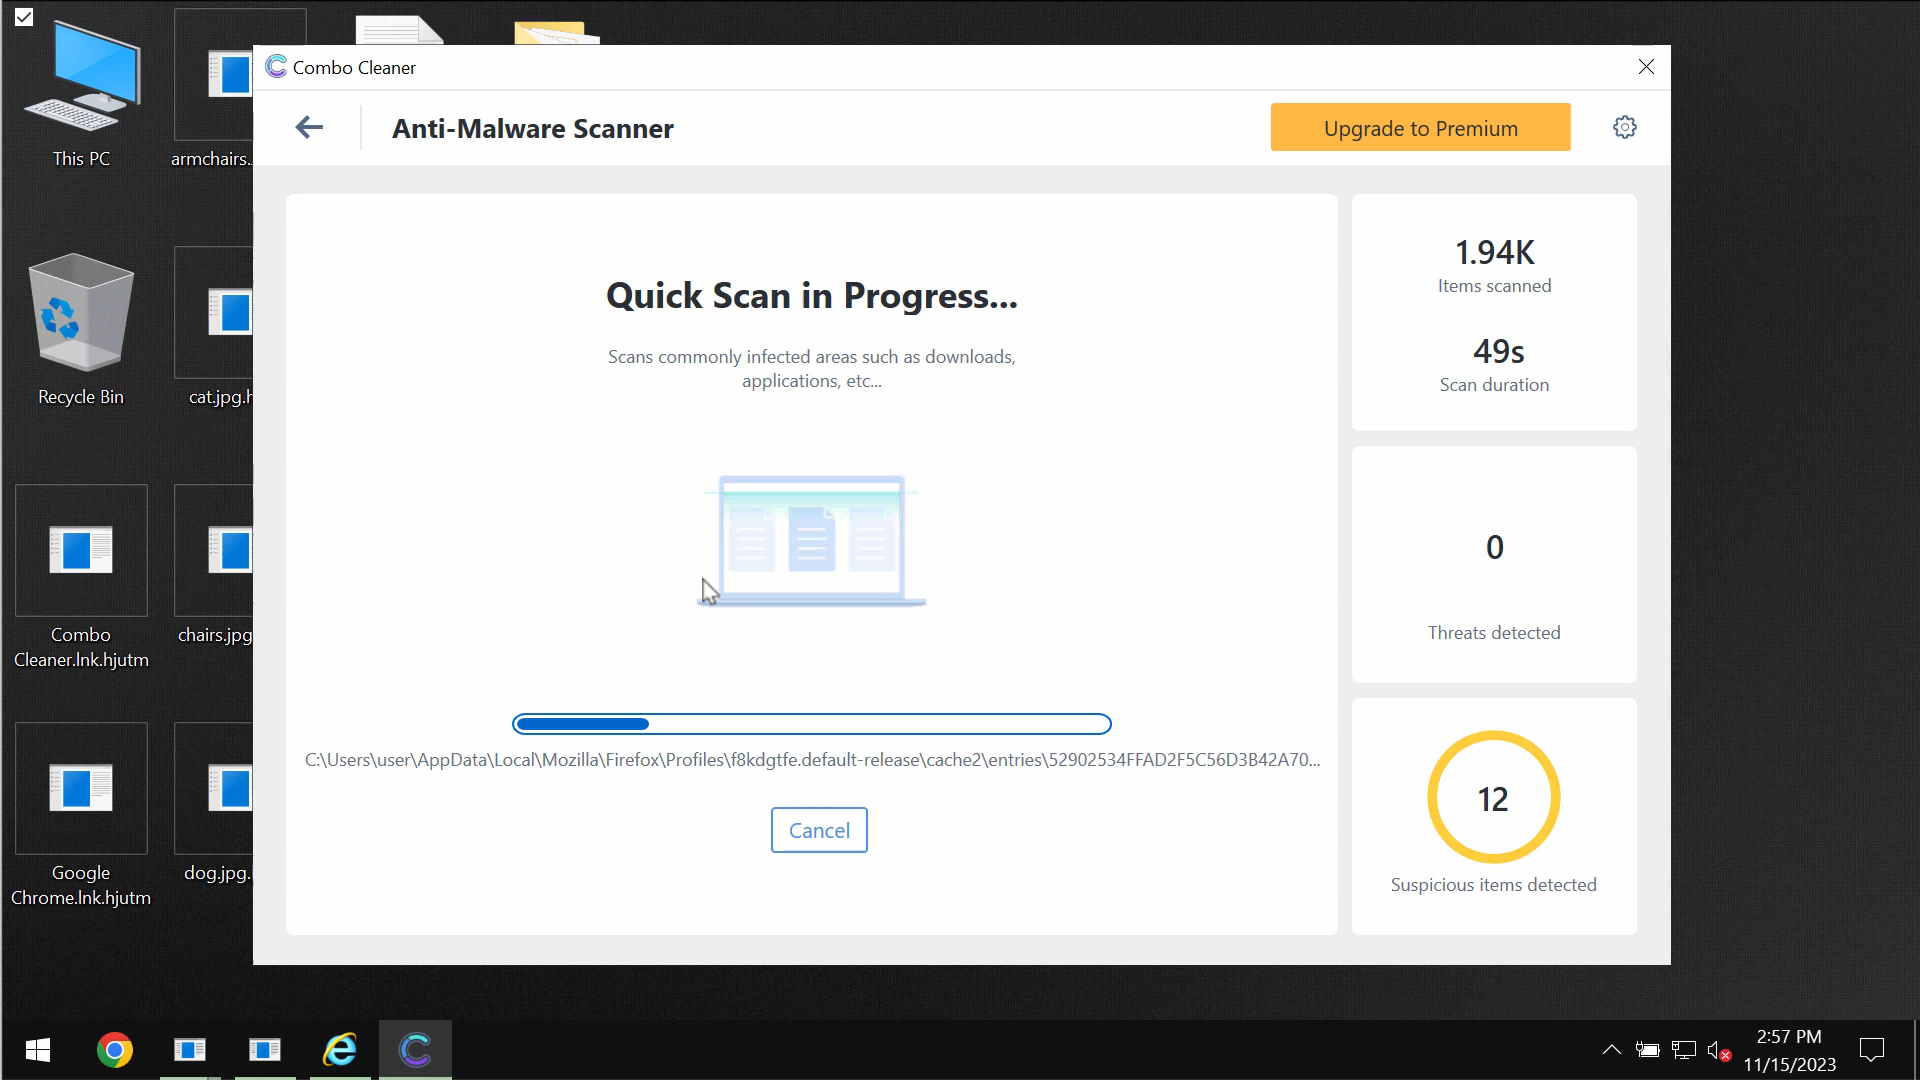 Combo Cleaner
Anti-Malware Scanner
Upgrade to Premium
This PC
armchairs...
Recycle Bin
cat.jpg.h
Combo
Cleaner.lnk.hjutm
chairs.jpg
Google
Chrome.lnk.hjutm
dog.jpg.
Quick Scan in Progress...
Scans commonly infected areas such as downloads,
applications, etc...
C:\Users\user\AppData\Local\Mozilla\Firefox\Profiles\f8kdgtfe.default-release\cache2\entries\52902534FFAD2F5C56D3B42A70...
Cancel
1.94K
Items scanned
49s
Scan duration
0
Threats detected
12
Suspicious items detected
2:57 PM
11/15/2023